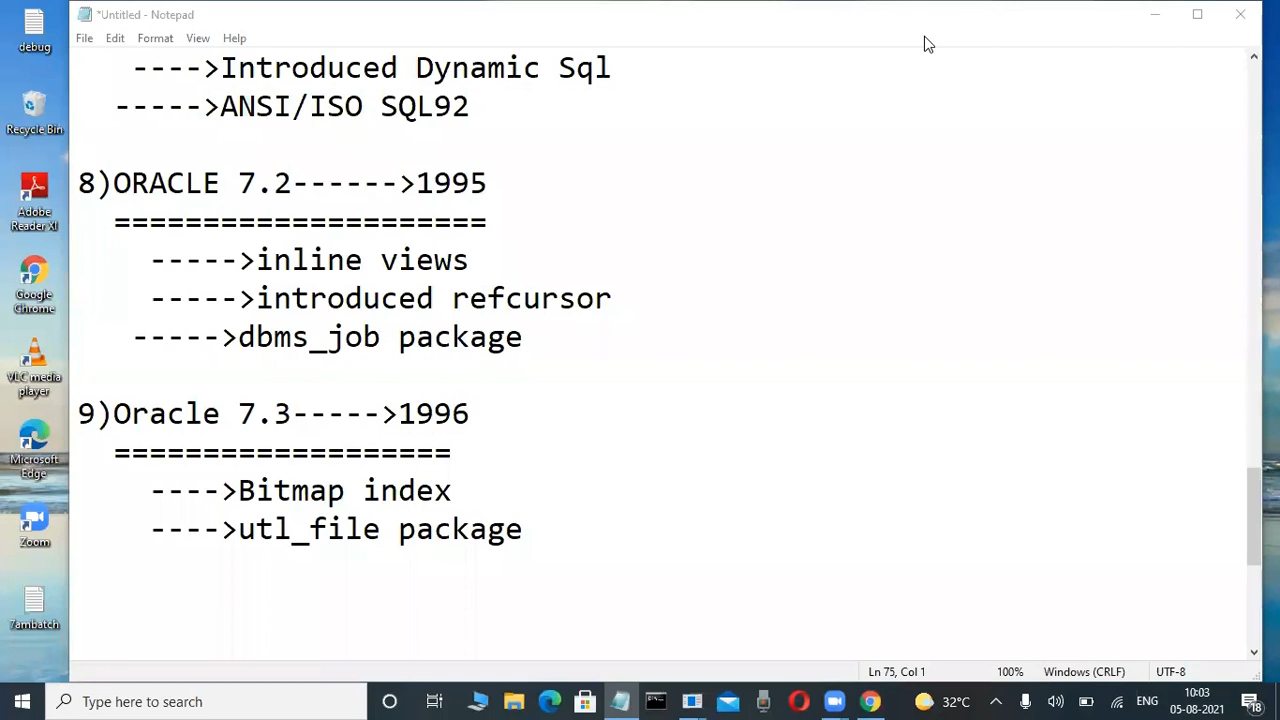 *Untitled - Notepad
File Edit Format View Help
---->Introduced Dynamic Sql
----->ANSI/ISO SQL92
8)ORACLE 7.2------>1995
=====================
----->inline views
----->introduced refcursor
----->dbms_job package
9)Oracle 7.3----->1996
===================
---->Bitmap index
---->utl_file package
Ln 75, Col 1 100% Windows (CRLF) UTF-8
debug
Recycle Bin
Adobe
Reader XI
Google
Chrome
VLC media
player
Microsoft
Edge
Zoom
7ambatch
Type here to search
32°C
ENG
10:03
05-08-2021
18